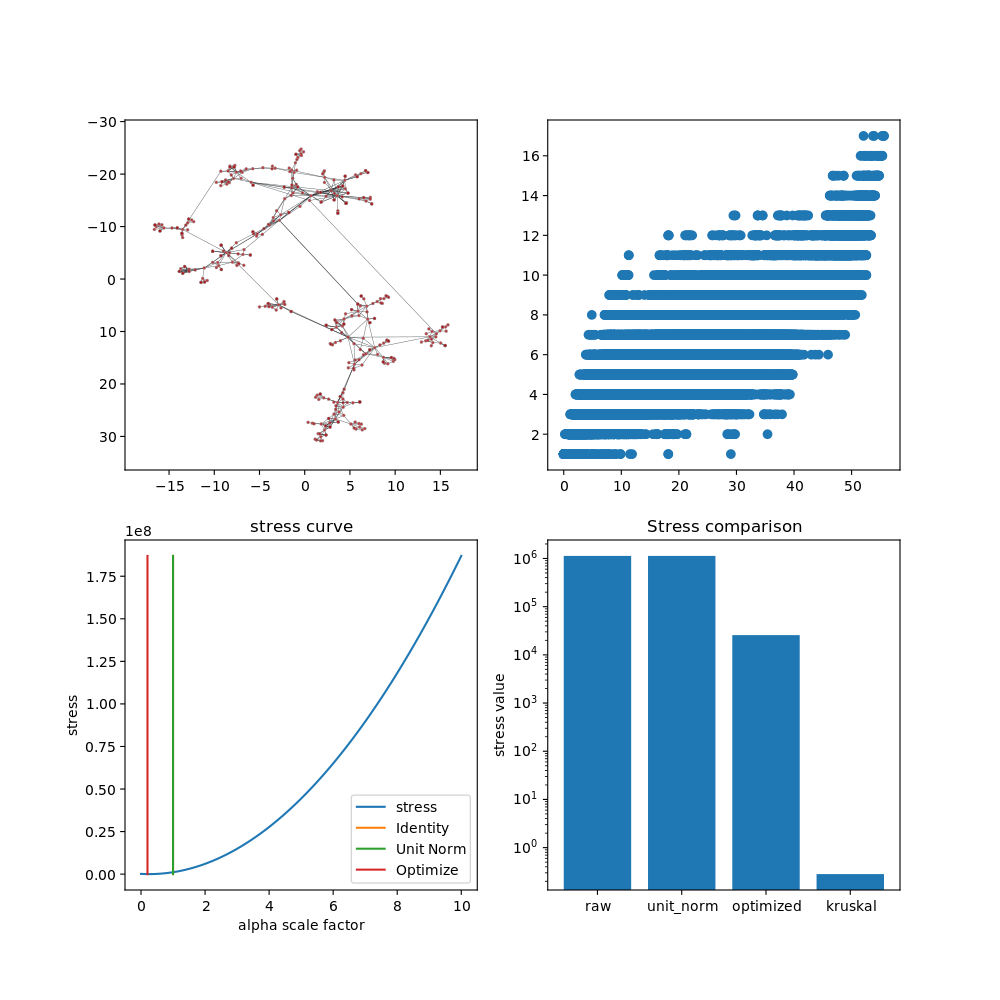 −30
−20
−10
0
10
20
30
−15 −10 −5 0 5 10 15
16
14
12
10
8
6
4
2
0 10 20 30 40 50
stress curve
1e8
1.75
1.50
1.25
1.00
0.75
0.50
0.25
0.00
stress
stress
Identity
Unit Norm
Optimize
0 2 4 6 8 10
alpha scale factor
Stress comparison
10⁶
10⁵
10⁴
10³
10²
10¹
10⁰
stress value
raw unit_norm optimized kruskal